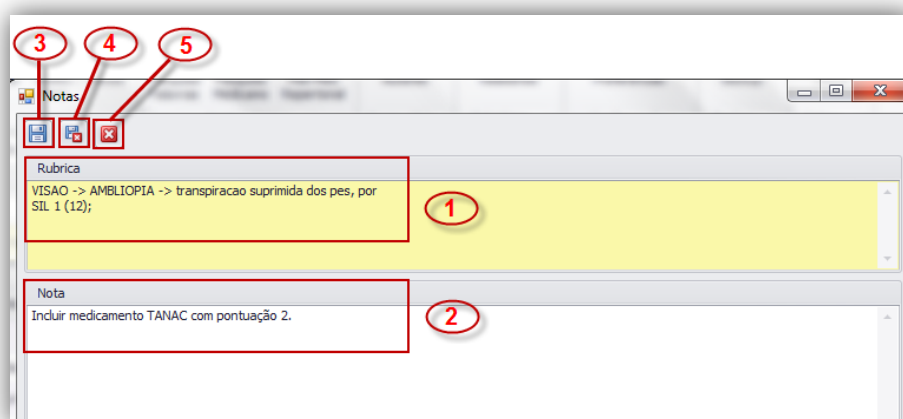 3 4 5
Notas
Rubrica
VISAO -> AMBLIOPIA -> transpiracao suprimida dos pes, por
SIL 1 (12);
1
Nota
Incluir medicamento TANAC com pontuação 2.
2